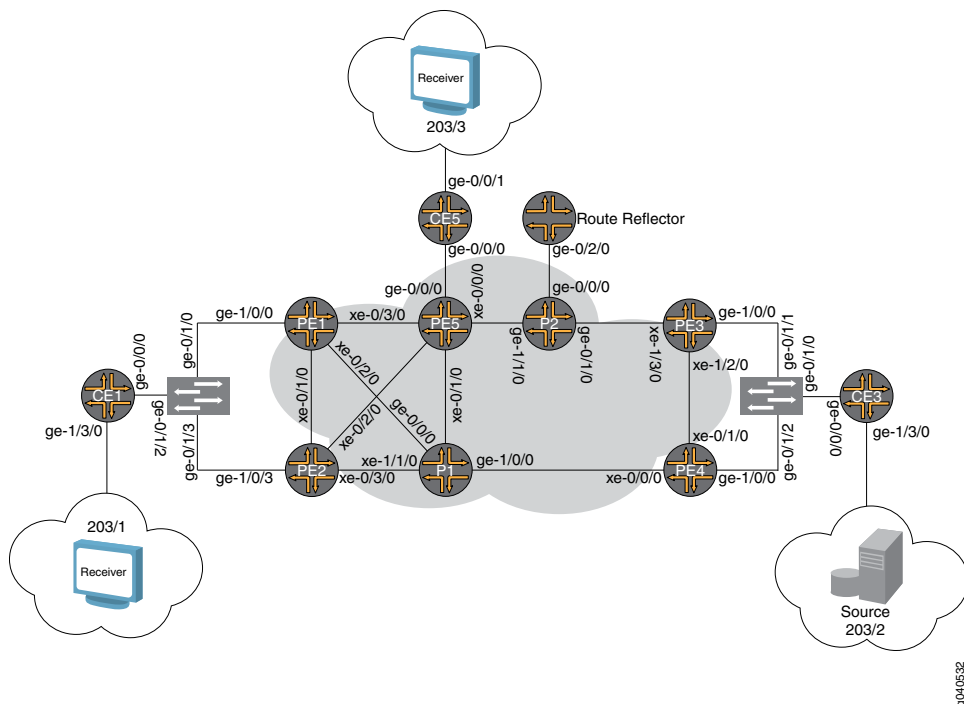 Receiver
203/3
ge-0/0/1
CE5
Route Reflector
ge-0/0/0
ge-0/2/0
ge-0/0/0
xe-0/0/0
ge-0/0/0
ge-1/0/0
PE1
xe-0/3/0
PE5
P2
PE3
ge-1/0/0
ge-0/1/0
xe-0/2/0
ge-1/1/0
ge-0/1/0
xe-1/3/0
xe-1/2/0
ge-0/1/1
ge-0/1/0
ge-0/0/0
CE1
ge-0/1/2
ge-1/3/0
xe-0/1/0
xe-0/2/0
ge-0/0/0
xe-0/1/0
CE3
ge-0/0/0
ge-1/3/0
ge-0/1/3
ge-1/0/3
PE2
xe-1/1/0
xe-0/3/0
P1
ge-1/0/0
xe-0/1/0
xe-0/0/0
PE4
ge-1/0/0
ge-0/1/2
203/1
Receiver
Source
203/2
g040532